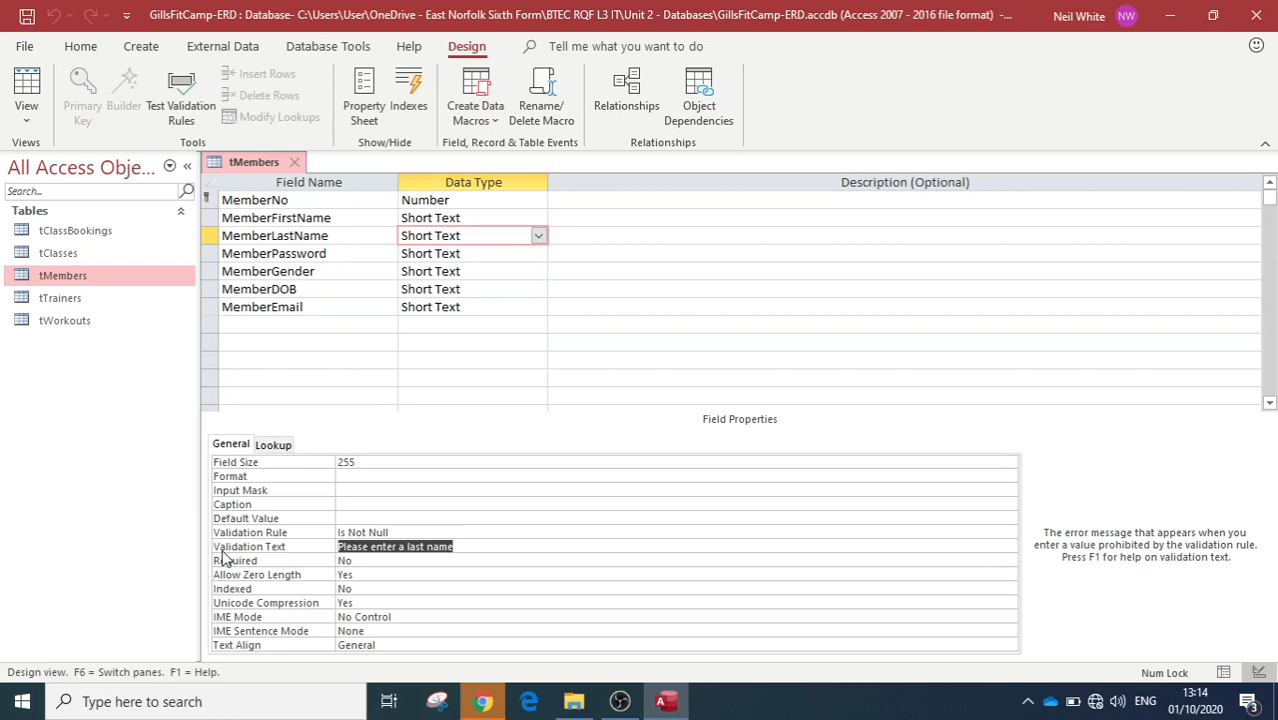 GillsFitCamp-ERD : Database- C:\Users\User\OneDrive - East Norfolk Sixth Form\BTEC RQF L3 IT\Unit 2 - Databases\GillsFitCamp-ERD.accdb (Access 2007 - 2016 file format) -... Neil White NW
File Home Create External Data Database Tools Help Design Tell me what you want to do
View Primary Key Builder Test Validation Rules Insert Rows Delete Rows Modify Lookup Property Sheet Indexes Create Data Macros Rename/ Delete Macro Relationships Object Dependencies
Views Tools Show/Hide Field, Record & Table Events Relationships
All Access Obje...
Search...
Tables
tClassBookings
tClasses
tMembers
tTrainers
tWorkouts
tMembers
Field Name Data Type Description (Optional)
MemberNo Number
MemberFirstName Short Text
MemberLastName Short Text
MemberPassword Short Text
MemberGender Short Text
MemberDOB Short Text
MemberEmail Short Text
Field Properties
General Lookup
Field Size 255
Format
Input Mask
Caption
Default Value
Validation Rule Is Not Null
Validation Text Please enter a last name
Required No
Allow Zero Length Yes
Indexed No
Unicode Compression Yes
IME Mode No Control
IME Sentence Mode None
Text Align General
The error message that appears when you
enter a value prohibited by the validation rule.
Press F1 for help on validation text.
Design view. F6 = Switch panes. F1 = Help. Num Lock
Type here to search ENG 13:14
01/10/2020 3